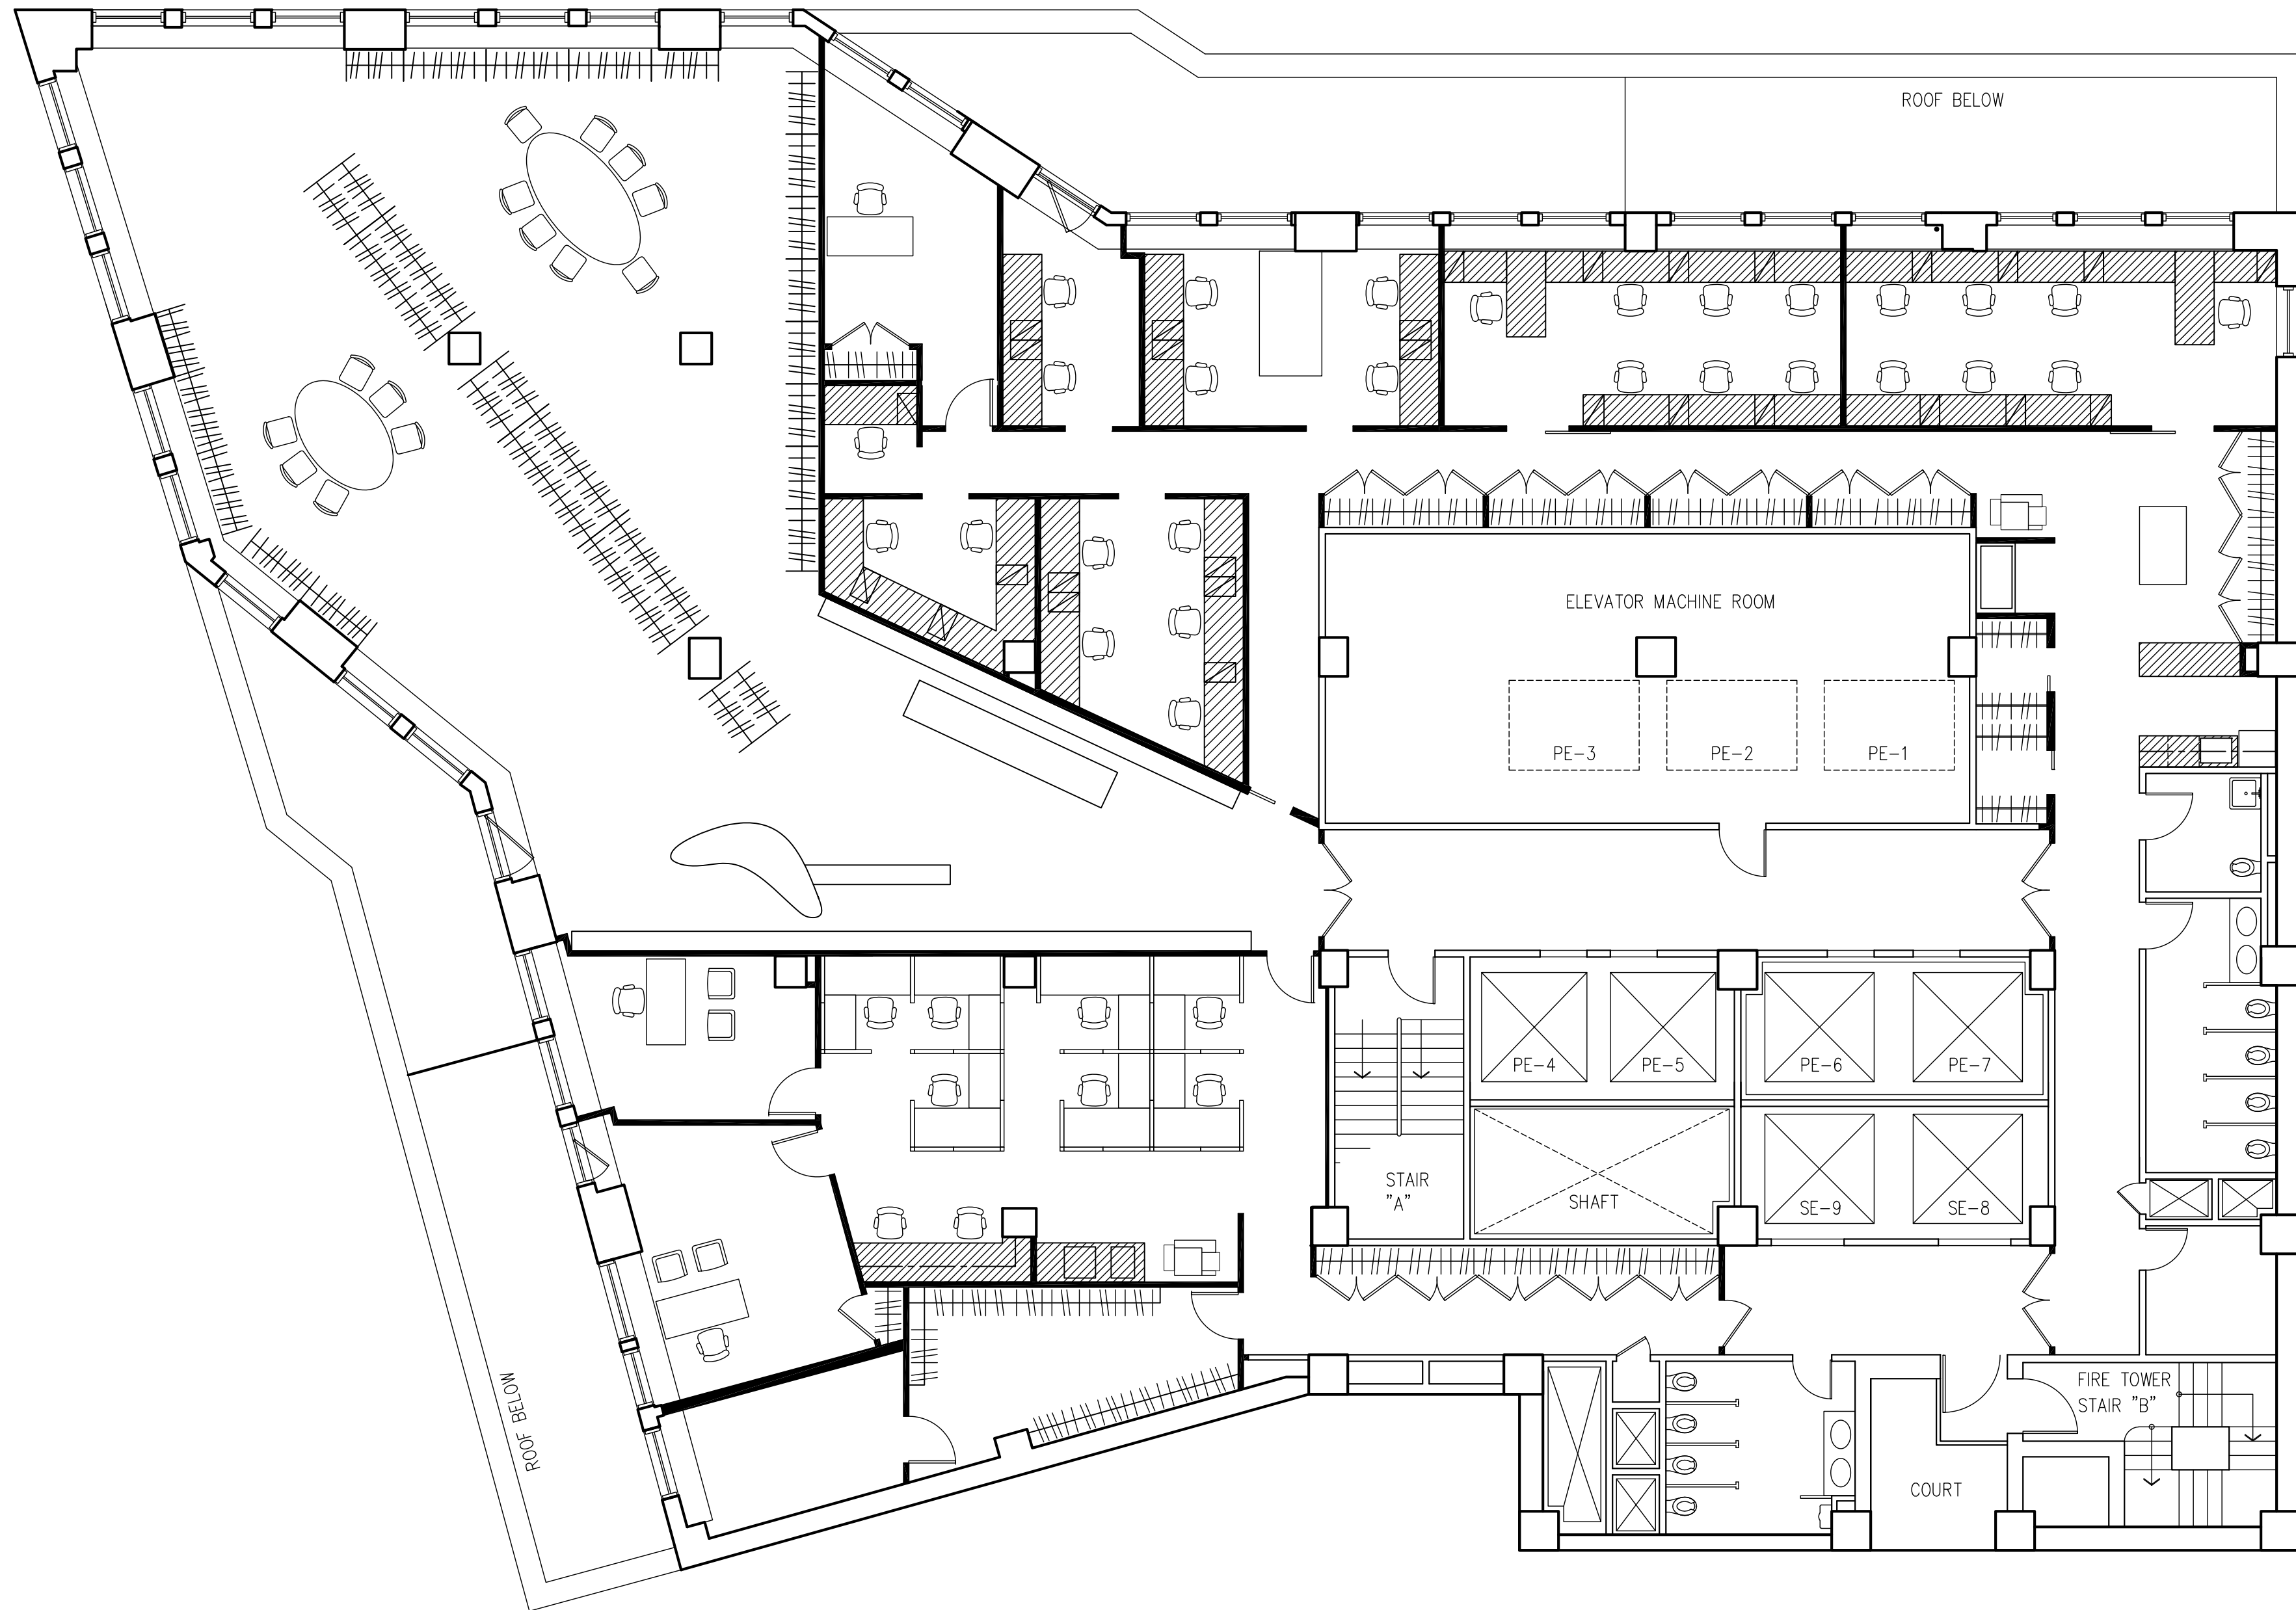 ROOF BELOW
ELEVATOR MACHINE ROOM
PE-3
PE-2
PE-1
PE-4
PE-5
PE-6
PE-7
STAIR
"A"
SHAFT
SE-9
SE-8
ROOF BELOW
FIRE TOWER
STAIR "B"
COURT